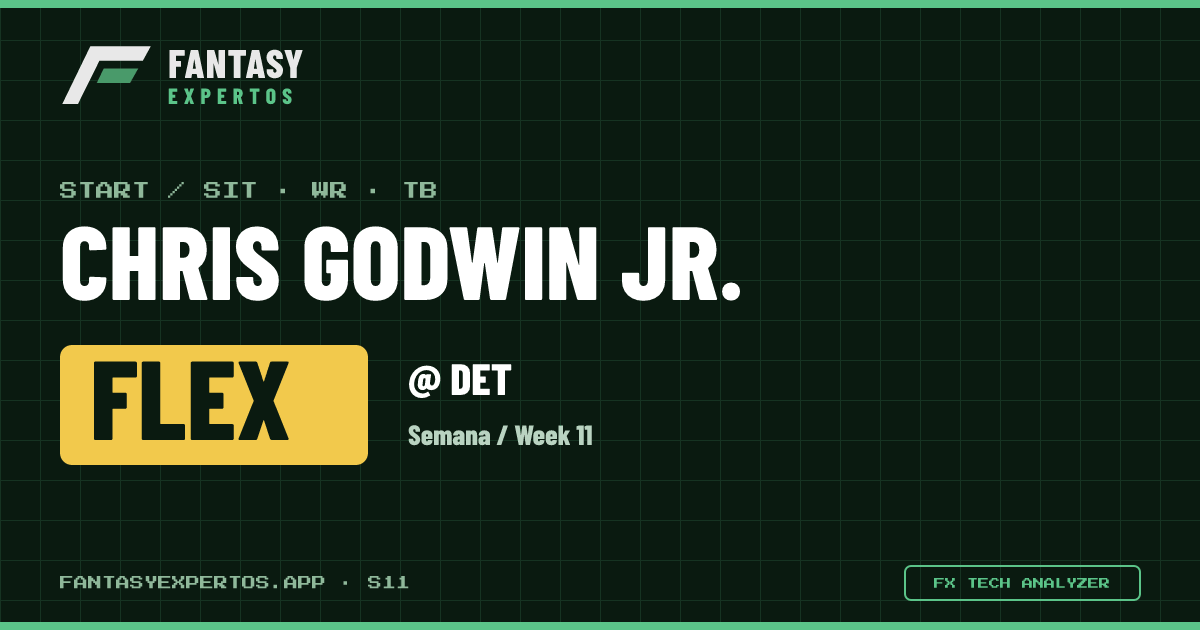 FANTASY
EXPERTOS
START / SIT · WR · TB
CHRIS GODWIN JR.
FLEX
@ DET
Semana / Week 11
FANTASYEXPERTOS.APP · S11
FX TECH ANALYZER